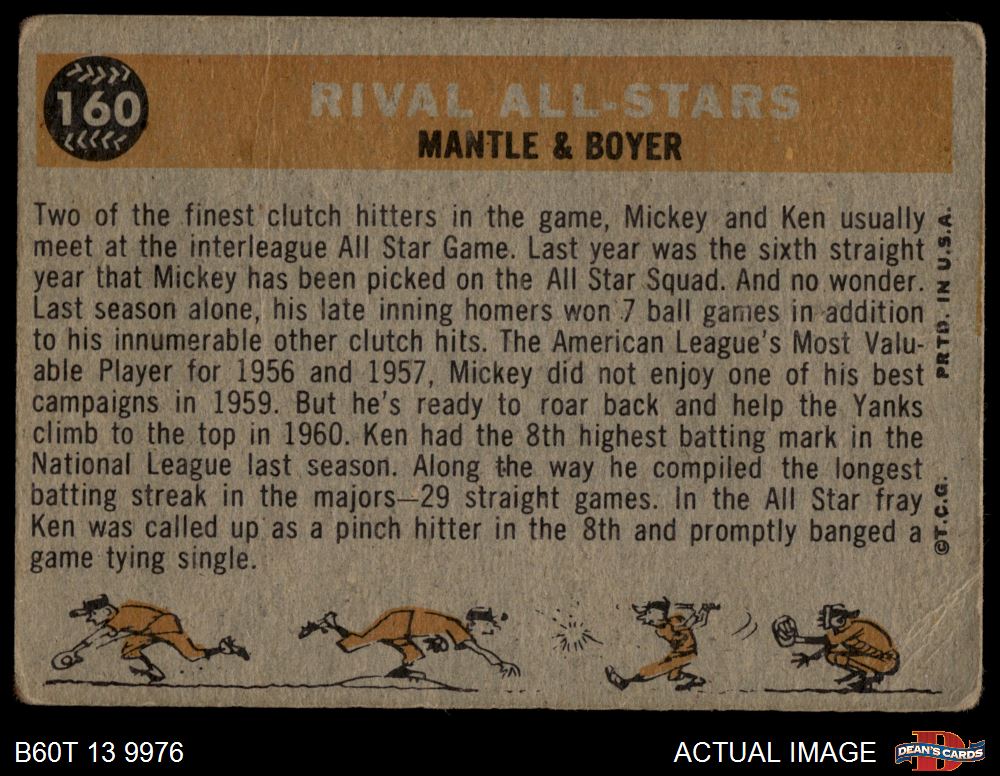 160
RIVAL ALL-STARS
MANTLE & BOYER
Two of the finest clutch hitters in the game, Mickey and Ken usually
meet at the interleague All Star Game. Last year was the sixth straight
year that Mickey has been picked on the All Star Squad. And no wonder.
Last season alone, his late inning homers won 7 ball games in addition
to his innumerable other clutch hits. The American League's Most Valu-
able Player for 1956 and 1957, Mickey did not enjoy one of his best
campaigns in 1959. But he's ready to roar back and help the Yanks
climb to the top in 1960. Ken had the 8th highest batting mark in the
National League last season. Along the way he compiled the longest
batting streak in the majors—29 straight games. In the All Star fray
Ken was called up as a pinch hitter in the 8th and promptly banged a
game tying single.
©T.C.G. PRTD. IN U.S.A.
B60T 13 9976
ACTUAL IMAGE
D
DEAN'S CARDS